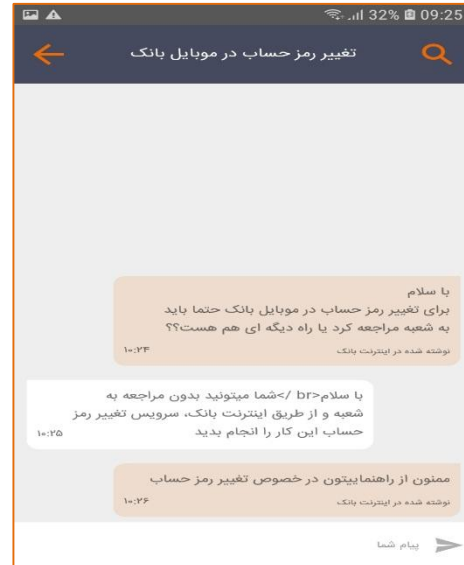 32% 09:25
تغییر رمز حساب در موبایل بانک
با سلام
برای تغییر رمز حساب در موبایل بانک حتما باید
به شعبه مراجعه کرد یا راه دیگه ای هم هست؟؟
نوشته شده در اینترنت بانک
۱۰:۲۴
با سلام<br />شما میتونید بدون مراجعه به
شعبه و از طریق اینترنت بانک، سرویس تغییر رمز
حساب این کار را انجام بدید
۱۰:۲۵
ممنون از راهنماییتون در خصوص تغییر رمز حساب
نوشته شده در اینترنت بانک
۱۰:۲۶
پیام شما